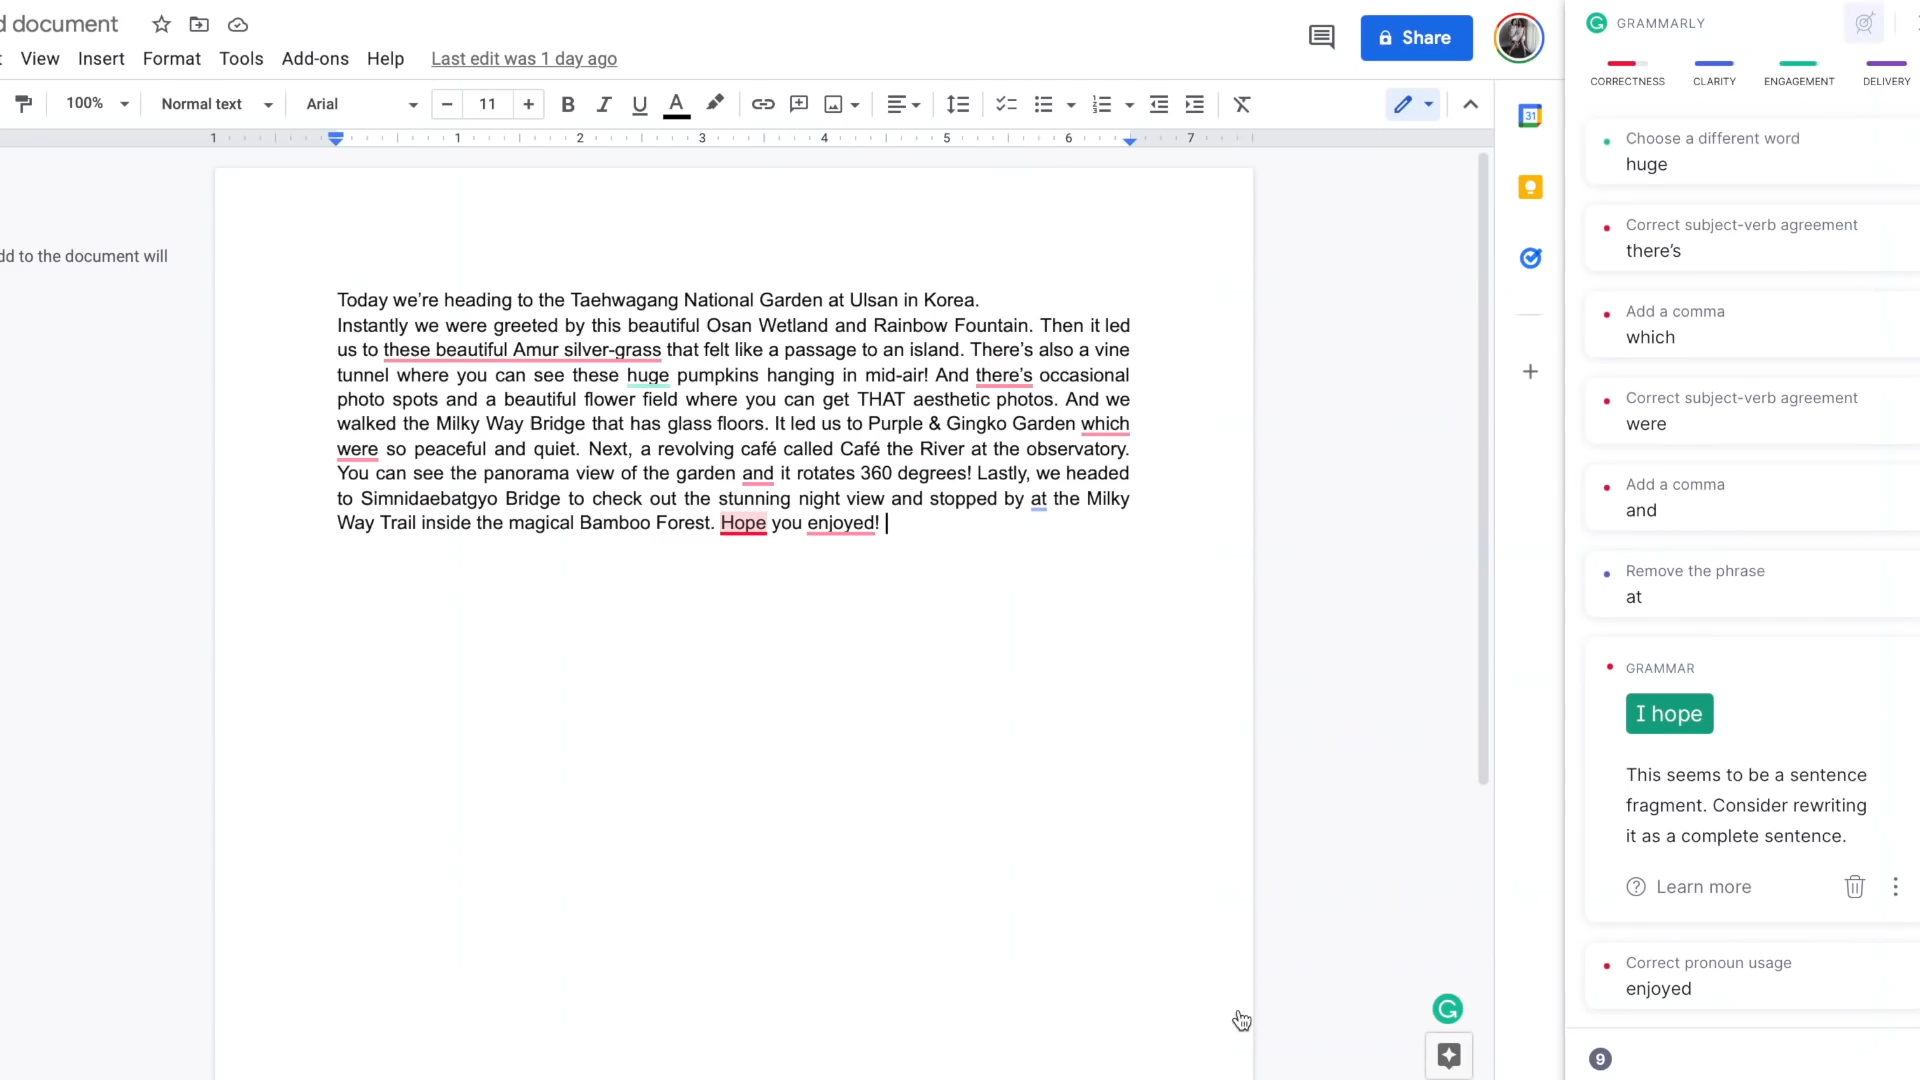 d document
View Insert Format Tools Add-ons Help Last edit was 1 day ago
Share
100% Normal text Arial 11
1 1 2 3 4 5 6 7
dd to the document will
Today we’re heading to the Taehwagang National Garden at Ulsan in Korea.
Instantly we were greeted by this beautiful Osan Wetland and Rainbow Fountain. Then it led
us to these beautiful Amur silver-grass that felt like a passage to an island. There’s also a vine
tunnel where you can see these huge pumpkins hanging in mid-air! And there’s occasional
photo spots and a beautiful flower field where you can get THAT aesthetic photos. And we
walked the Milky Way Bridge that has glass floors. It led us to Purple & Gingko Garden which
were so peaceful and quiet. Next, a revolving café called Café the River at the observatory.
You can see the panorama view of the garden and it rotates 360 degrees! Lastly, we headed
to Simnidaebatgyo Bridge to check out the stunning night view and stopped by at the Milky
Way Trail inside the magical Bamboo Forest. Hope you enjoyed!
31
GRAMMARLY
CORRECTNESS CLARITY ENGAGEMENT DELIVERY
Choose a different word
huge
Correct subject-verb agreement
there’s
Add a comma
which
Correct subject-verb agreement
were
Add a comma
and
Remove the phrase
at
GRAMMAR
I hope
This seems to be a sentence
fragment. Consider rewriting
it as a complete sentence.
Learn more
Correct pronoun usage
enjoyed
9